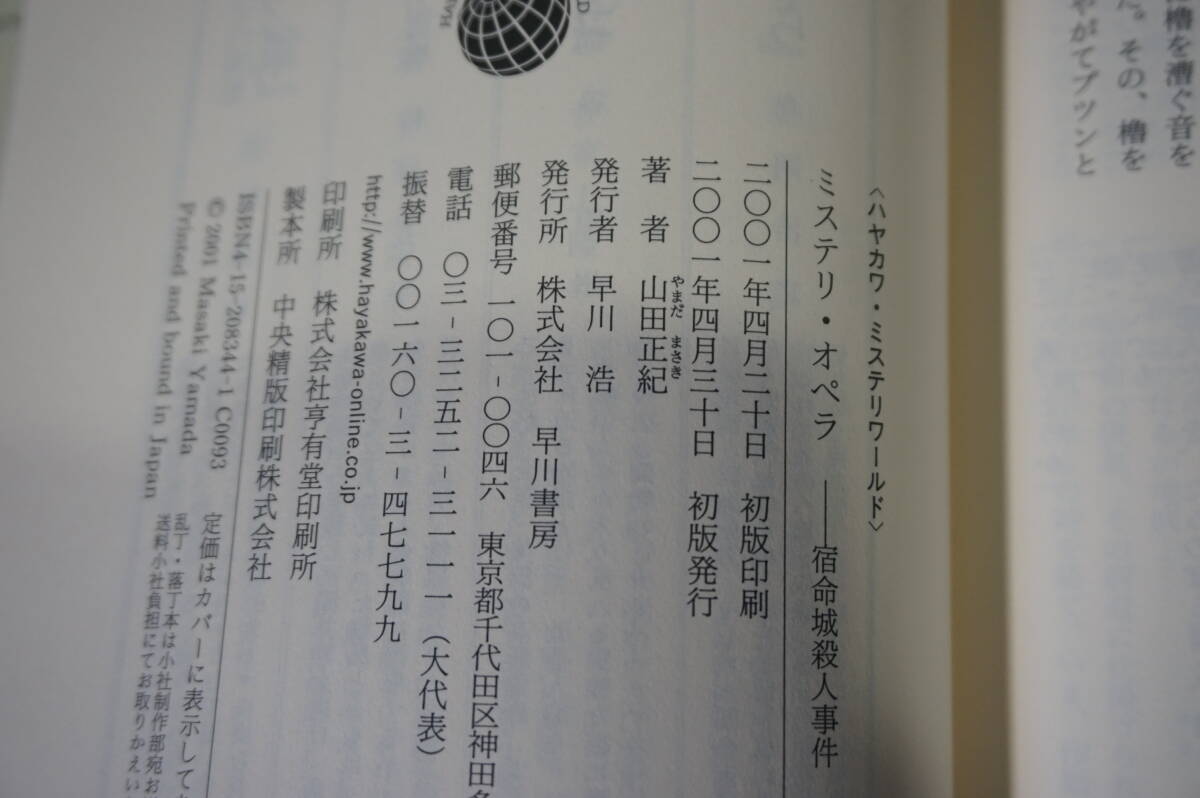 は櫓を漕ぐ音を
た。その、櫓を
やがてプツンと
〈ハヤカワ・ミステリワールド〉
ミステリ・オペラ ――宿命城殺人事件
二〇〇一年四月二十日 初版印刷
二〇〇一年四月三十日 初版発行
著者 山田正紀
やまだ まさき
発行者 早川 浩
発行所 株式会社 早川書房
郵便番号 一〇一-〇〇四六 東京都千代田区神田
電話 〇三-三二五二-三一一一(大代表)
振替 〇〇一六〇-三-四七七九九
http://www.hayakawa-online.co.jp
印刷所 株式会社亨有堂印刷所
製本所 中央精版印刷株式会社
ISBN4-15-208344-1 C0093
©2001 Masaki Yamada
Printed and bound in Japan
定価はカバーに表示して
乱丁・落丁本は小社制作部宛お
送料小社負担にてお取りかえい